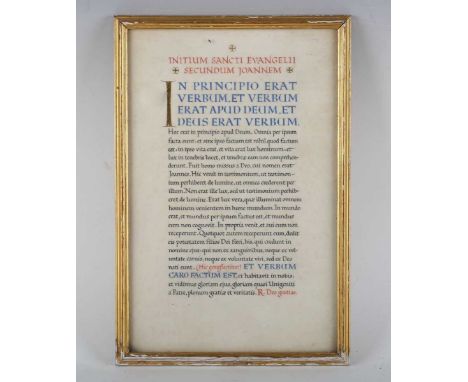 INITIUM SANCTI EVANGELII
SECUNDUM JOANNEM
IN PRINCIPIO ERAT
VERBUM, ET VERBUM
ERAT APUD DEUM, ET
DEUS ERAT VERBUM.
Hoc erat in principio apud Deum. Omnia per ipsum
facta sunt: et sine ipso factum est nihil, quod factum
est: in ipso vita erat, et vita erat lux hominum: et
lux in tenebris lucet, et tenebrae eam non comprehen-
derunt. Fuit homo missus a Deo, cui nomen erat
Joannes. Hic venit in testimonium, ut testimoni-
um perhiberet de lumine, ut omnes crederent per
illum. Non erat ille lux, sed ut testimonium perhib-
eret de lumine. Erat lux vera, quae illuminat omnem
hominem venientem in hunc mundum. In mundo
erat, et mundus per ipsum factus est, et mundus
eum non cognovit. In propria venit, et sui eum non
receperunt. Quotquot autem receperunt eum, dedit
eis potestatem filios Dei fieri, his, qui credunt in
nomine ejus: qui non ex sanguinibus, neque ex vol-
untate carnis, neque ex voluntate viri, sed ex Deo
nati sunt. (Hic genuflectitur) ET VERBUM
CARO FACTUM EST, et habitavit in nobis:
et vidimus gloriam ejus, gloriam quasi Unigeniti
a Patre, plenum gratiae et veritatis. R. Deo gratias.